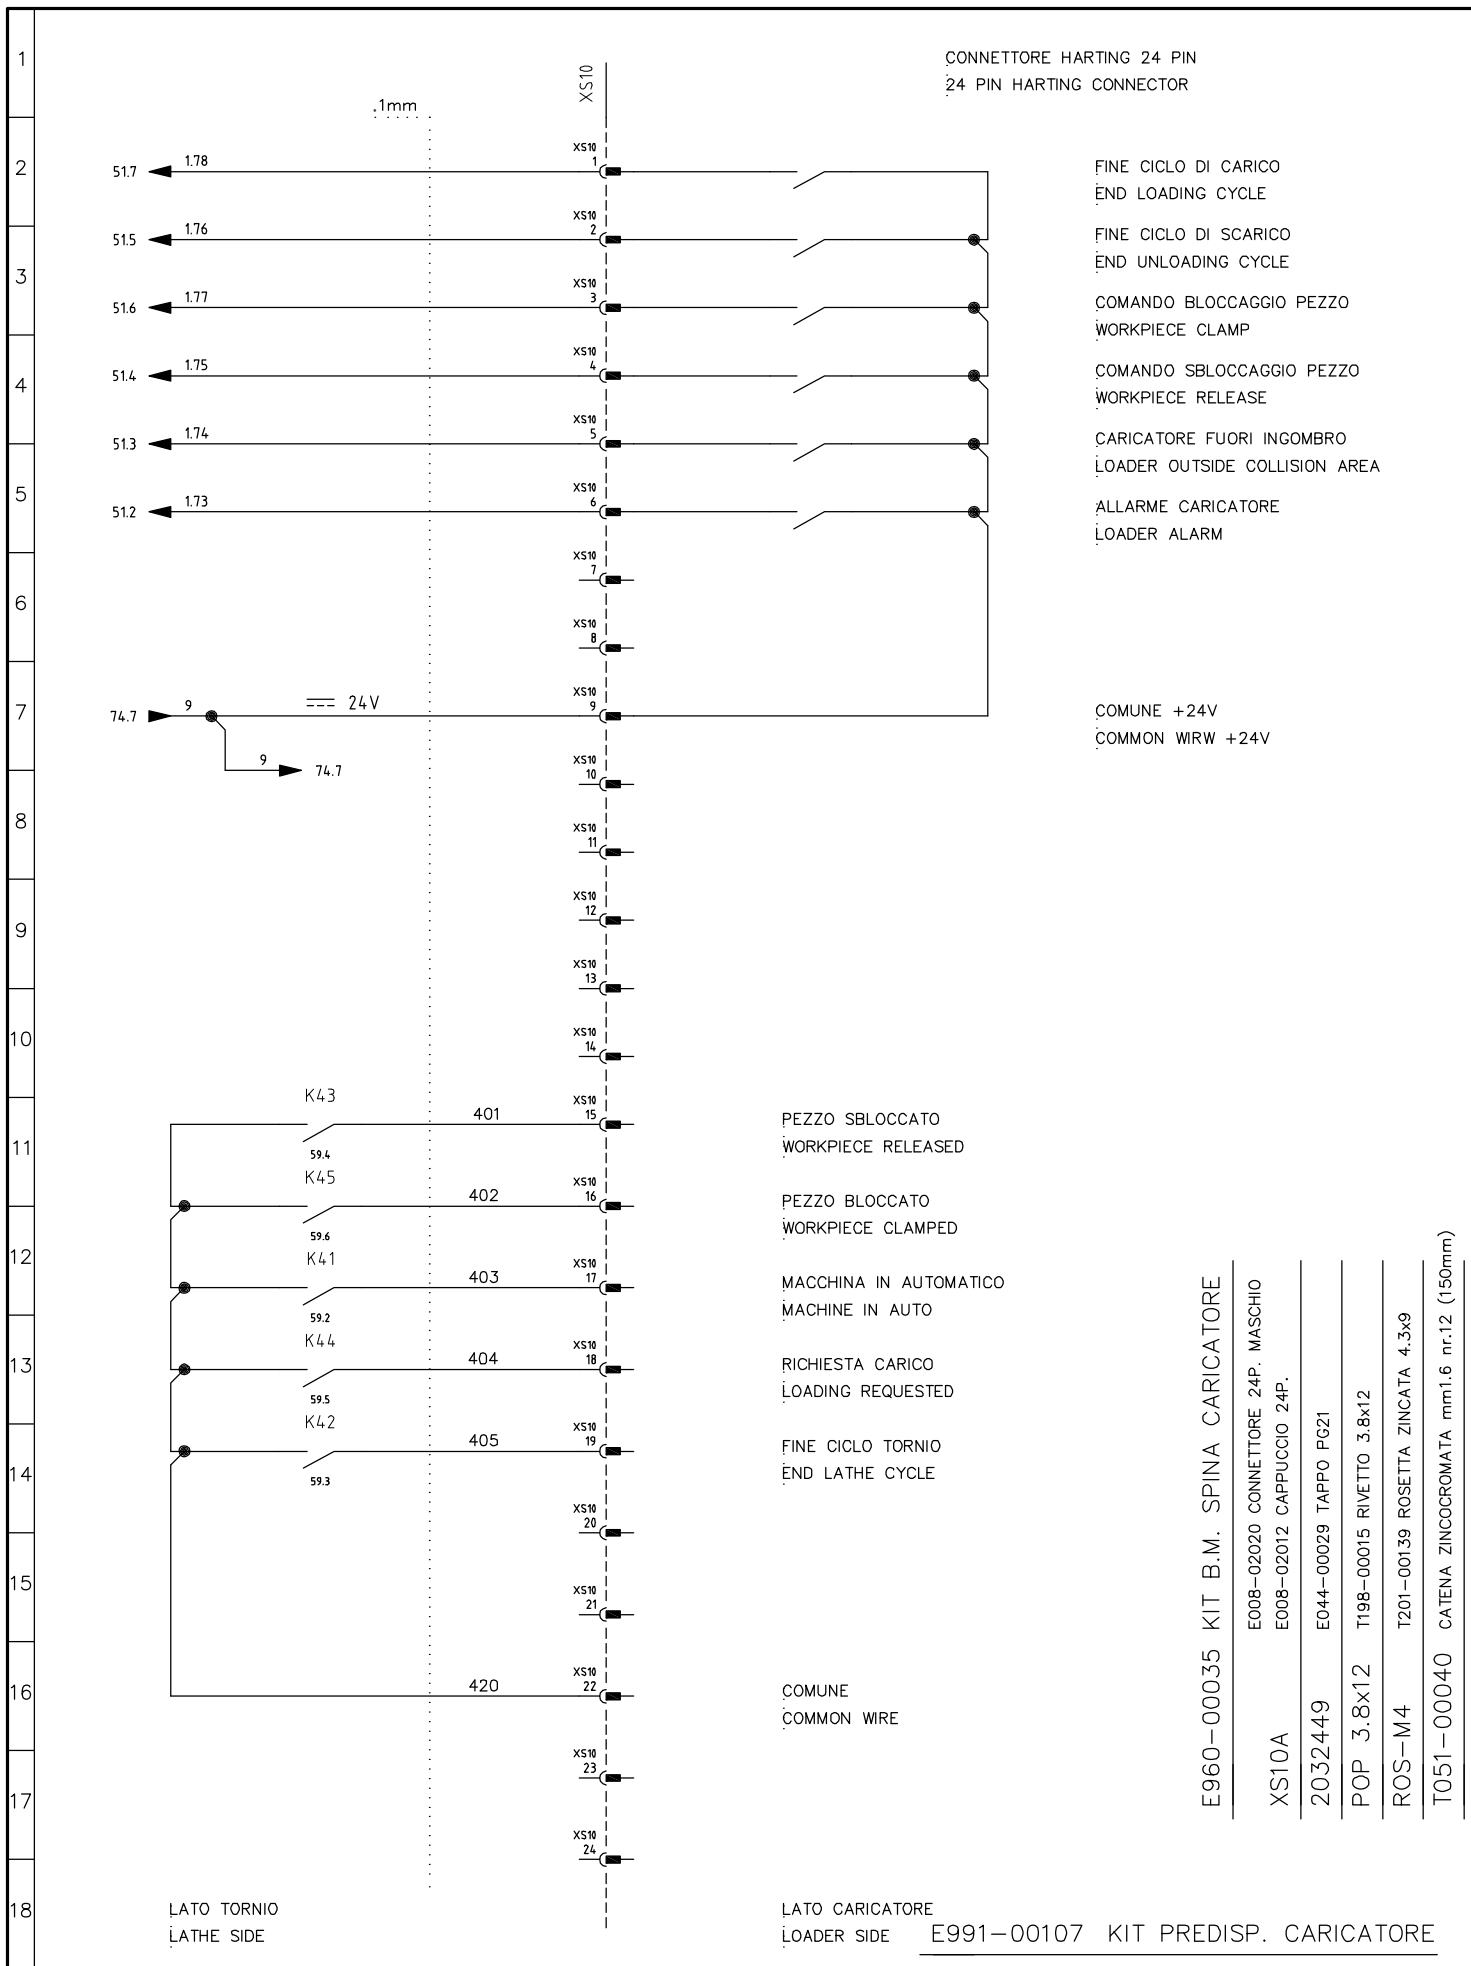 1
CONNETTORE HARTING 24 PIN
24 PIN HARTING CONNECTOR
XS10
1mm
2
51.7
1.78
XS10
1
FINE CICLO DI CARICO
END LOADING CYCLE
51.5
1.76
XS10
2
FINE CICLO DI SCARICO
END UNLOADING CYCLE
3
51.6
1.77
XS10
3
COMANDO BLOCCAGGIO PEZZO
WORKPIECE CLAMP
4
51.4
1.75
XS10
4
COMANDO SBLOCCAGGIO PEZZO
WORKPIECE RELEASE
51.3
1.74
XS10
5
CARICATORE FUORI INGOMBRO
LOADER OUTSIDE COLLISION AREA
5
51.2
1.73
XS10
6
ALLARME CARICATORE
LOADER ALARM
XS10
7
6
XS10
8
7
74.7
9
24V
XS10
9
COMUNE +24V
COMMON WIRW +24V
9
74.7
XS10
10
8
XS10
11
9
XS10
12
XS10
13
10
XS10
14
11
K43
401
XS10
15
59.4
PEZZO SBLOCCATO
WORKPIECE RELEASED
K45
402
XS10
16
59.6
PEZZO BLOCCATO
WORKPIECE CLAMPED
12
K41
403
XS10
17
59.2
MACCHINA IN AUTOMATICO
MACHINE IN AUTO
13
K44
404
XS10
18
59.5
RICHIESTA CARICO
LOADING REQUESTED
K42
405
XS10
19
59.3
FINE CICLO TORNIO
END LATHE CYCLE
14
XS10
20
15
XS10
21
16
420
XS10
22
COMUNE
COMMON WIRE
XS10
23
17
XS10
24
18
LATO TORNIO
LATHE SIDE
LATO CARICATORE
LOADER SIDE
E991-00107 KIT PREDISP. CARICATORE
E960-00035 KIT B.M. SPINA CARICATORE
E008-02020 CONNETTORE 24P. MASCHIO
XS10A E008-02012 CAPPUCCIO 24P.
2032449 E044-00029 TAPPO PG21
POP 3.8x12 T198-00015 RIVETTO 3.8x12
ROS-M4 T201-00139 ROSETTA ZINCATA 4.3x9
T051-00040 CATENA ZINCOCROMATA mm1.6 nr.12 (150mm)